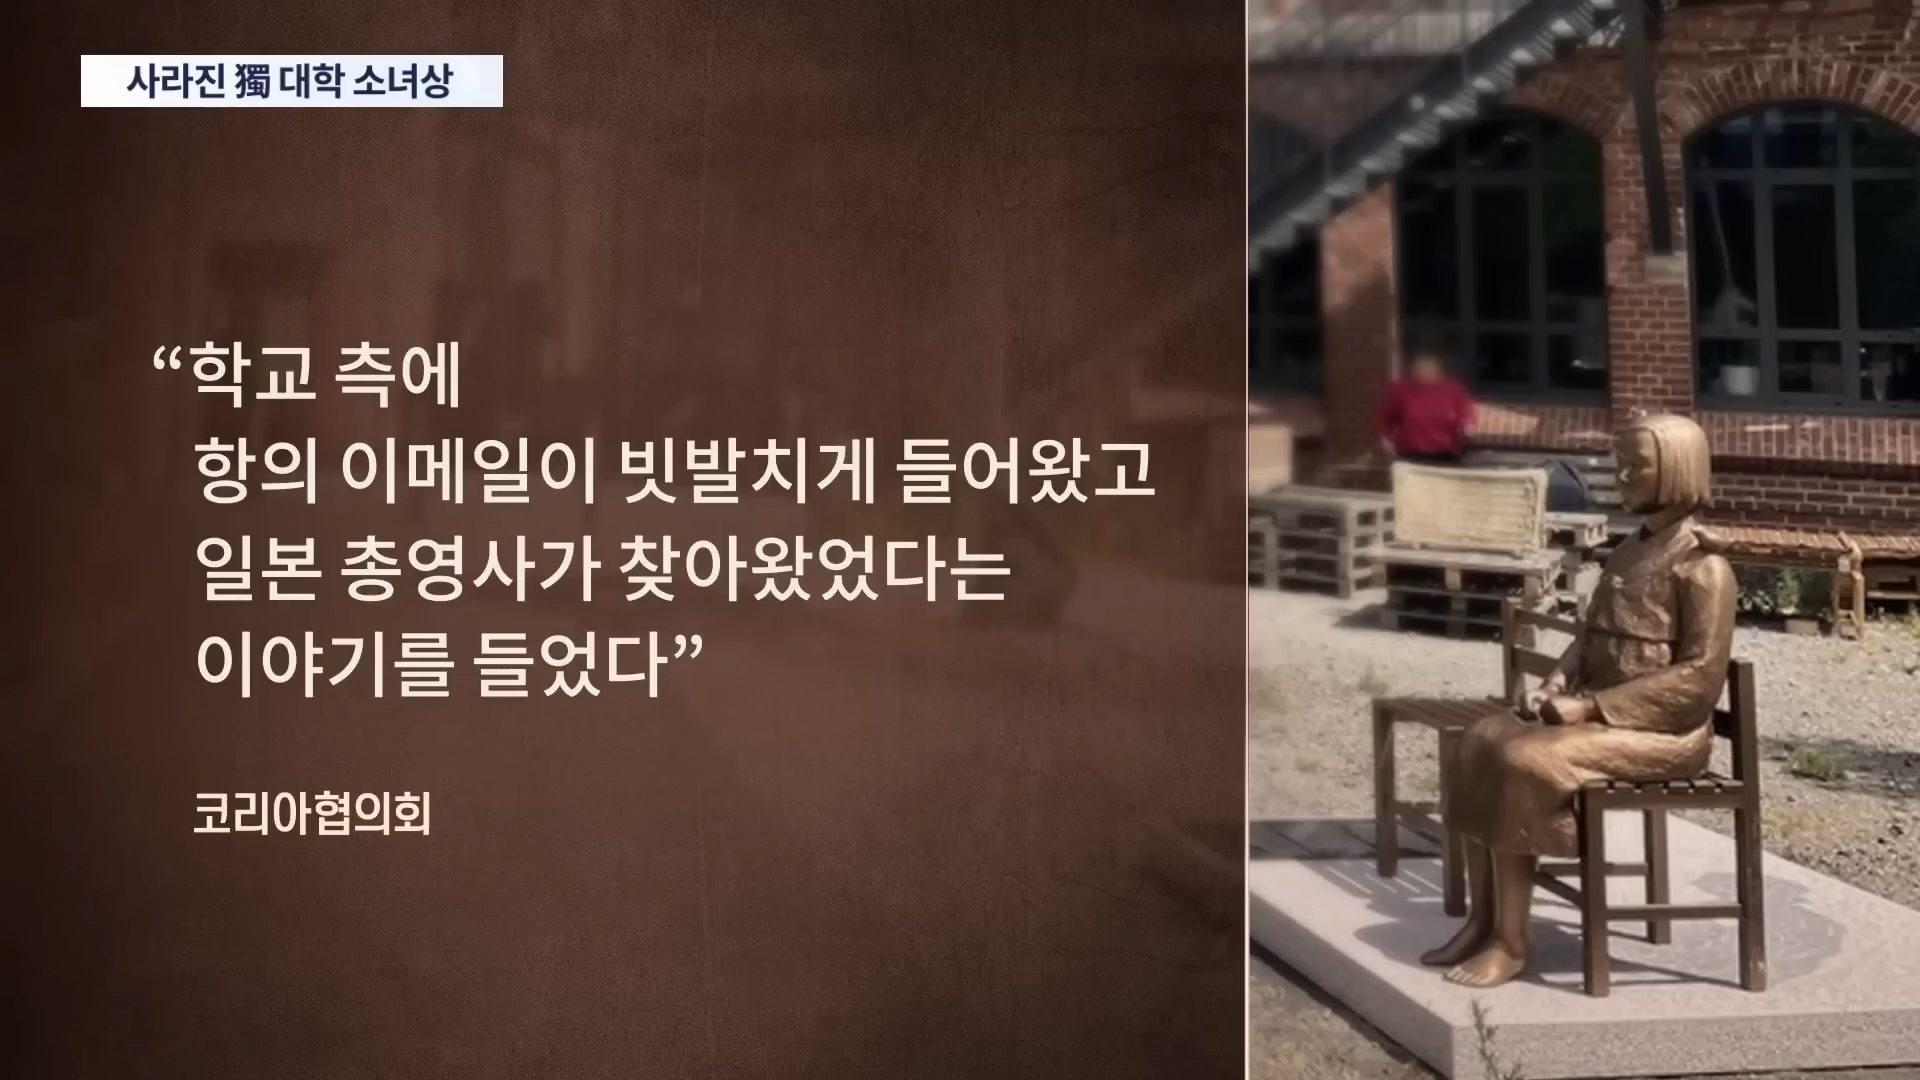 사라진 獨 대학 소녀상
“학교 측에
항의 이메일이 빗발치게 들어왔고
일본 총영사가 찾아왔었다는
이야기를 들었다”
코리아협의회